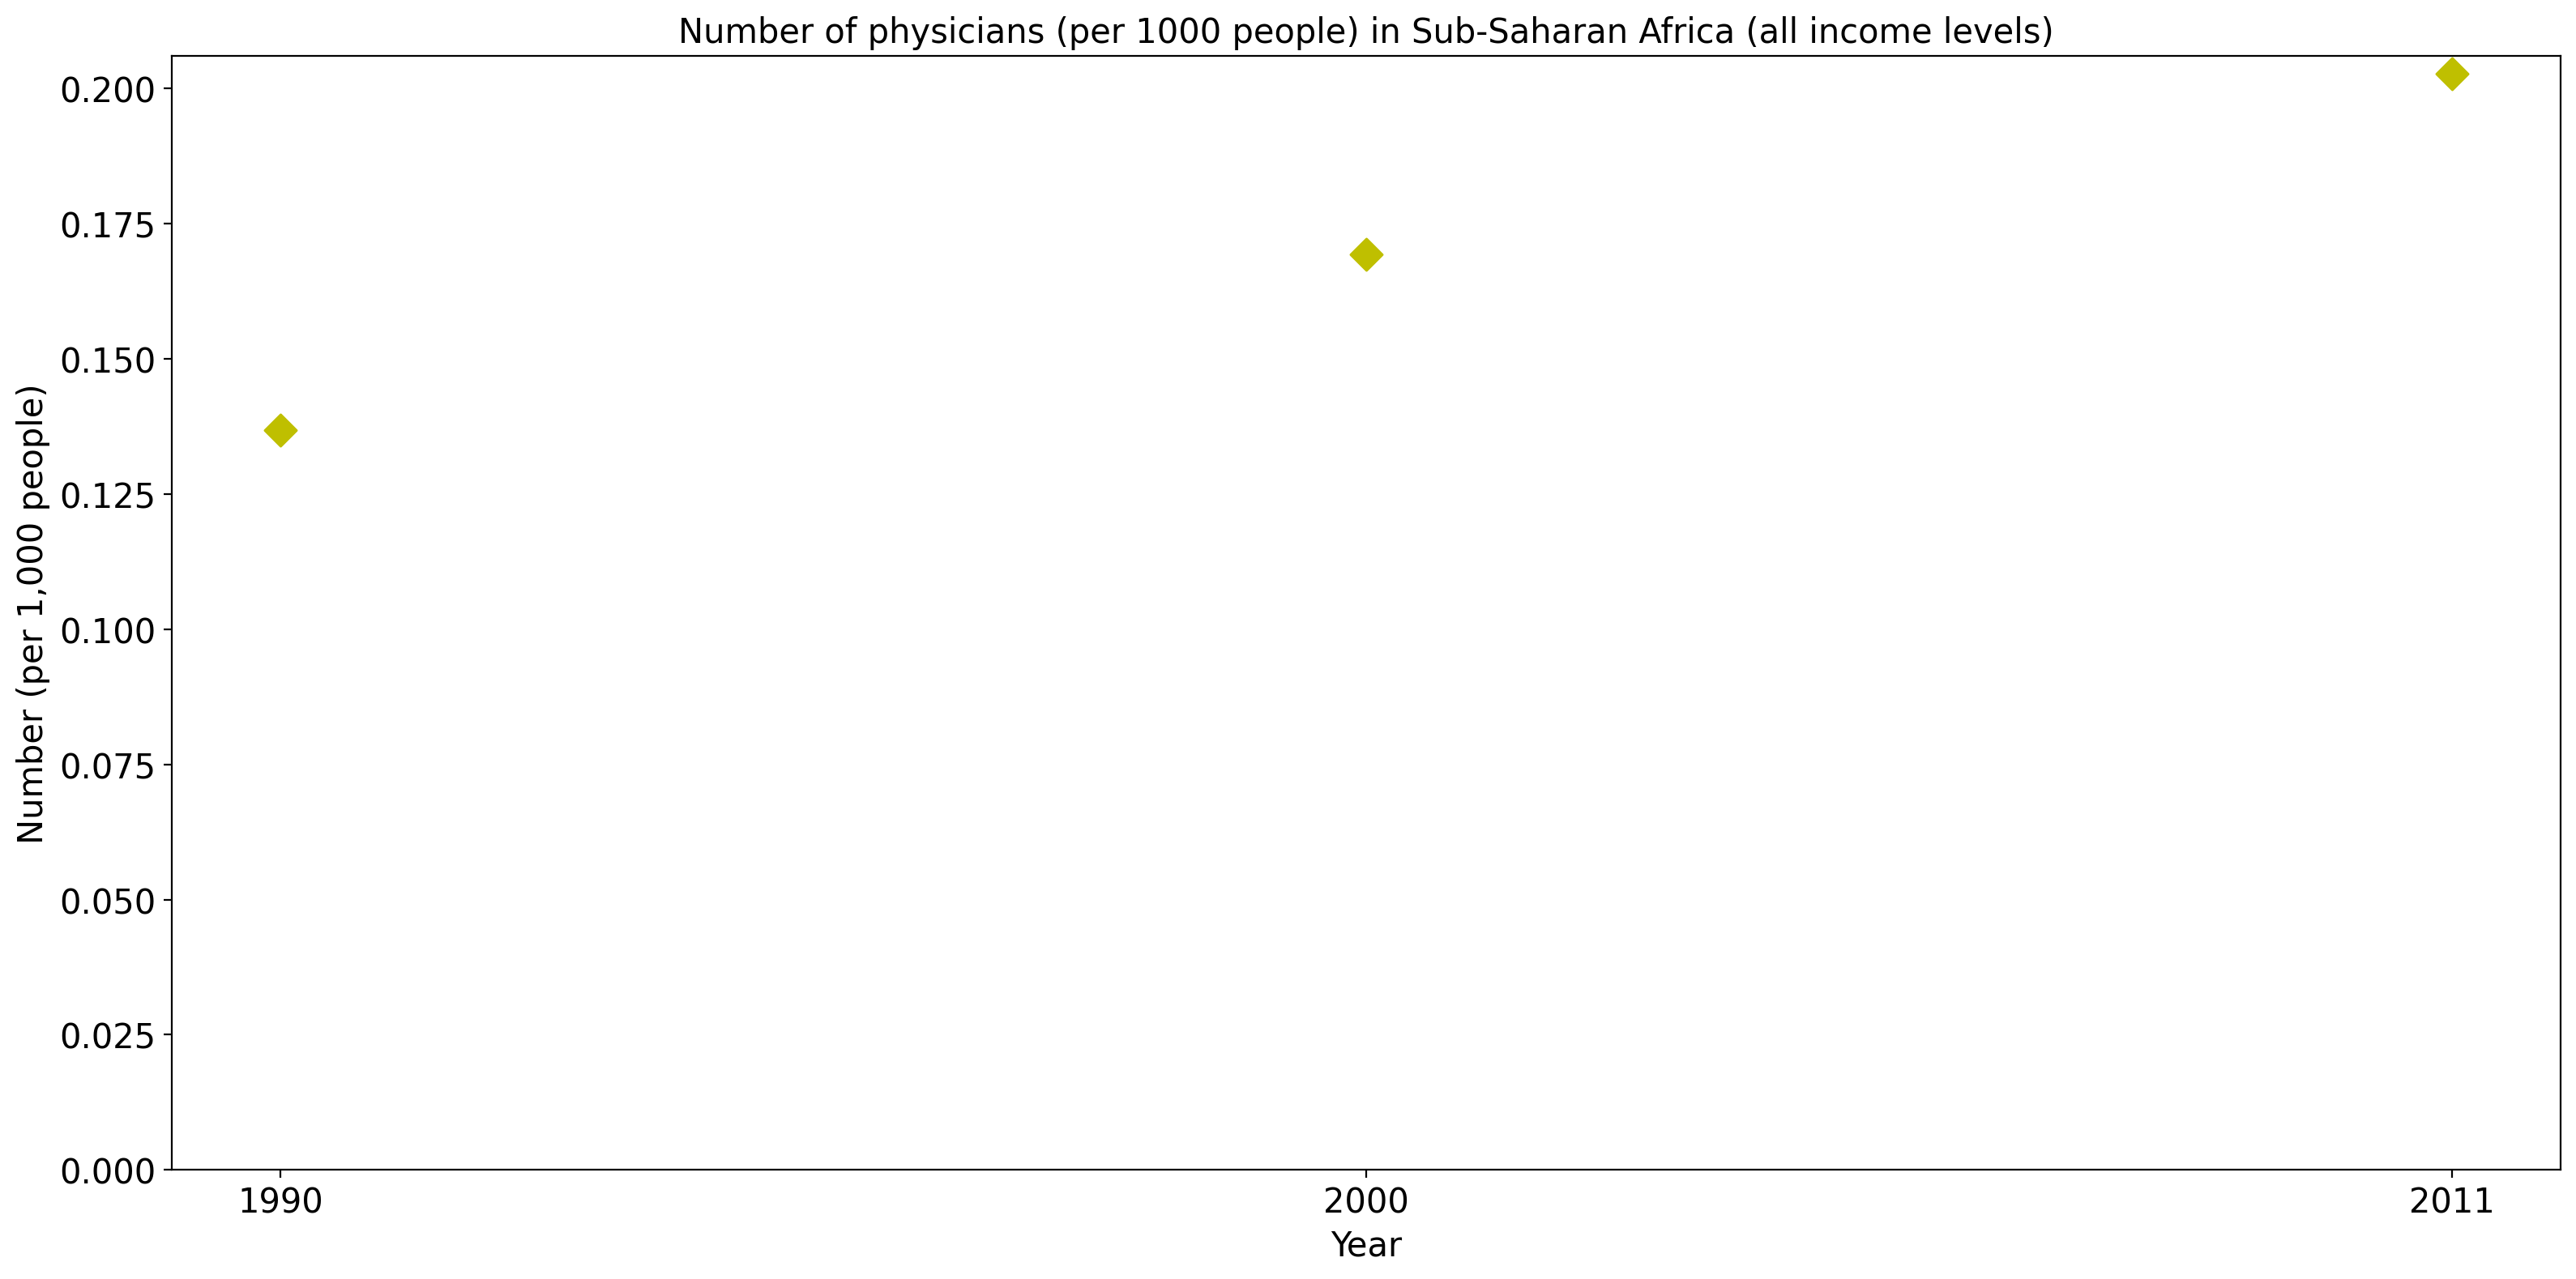 Number of physicians (per 1000 people) in Sub-Saharan Africa (all income levels)
0.200
0.175
0.150
0.125
0.100
0.075
0.050
0.025
0.000
Number (per 1,000 people)
1990 2000 2011
Year